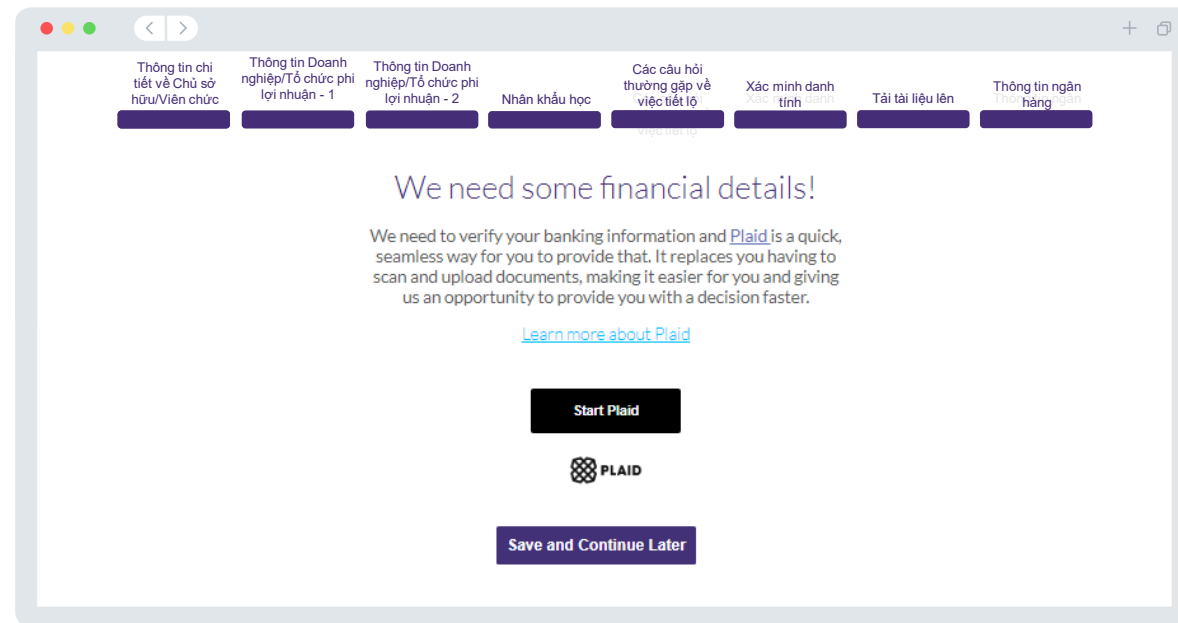 Thông tin chi
tiết về Chủ sở
hữu/Viên chức
Thông tin Doanh
nghiệp/Tổ chức phi
lợi nhuận - 1
Thông tin Doanh
nghiệp/Tổ chức phi
lợi nhuận - 2
Nhân khẩu học
Các câu hỏi
thường gặp về
việc tiết lộ
Xác minh danh
tính
Tải tài liệu lên
Thông tin ngân
hàng
We need some financial details!
We need to verify your banking information and Plaid is a quick,
seamless way for you to provide that. It replaces you having to
scan and upload documents, making it easier for you and giving
us an opportunity to provide you with a decision faster.
Learn more about Plaid
Start Plaid
PLAID
Save and Continue Later